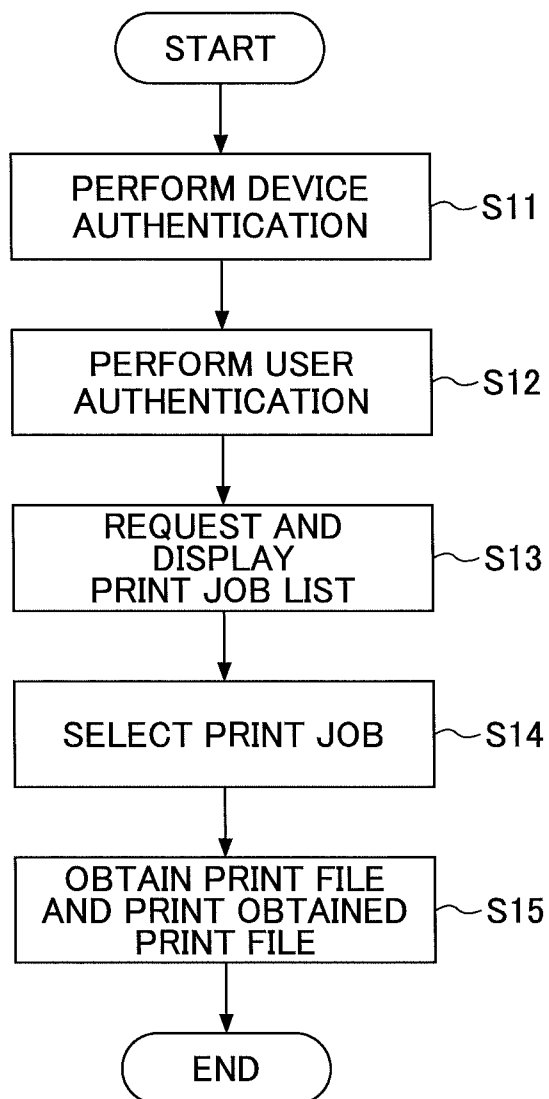 START
PERFORM DEVICE
AUTHENTICATION
S11
PERFORM USER
AUTHENTICATION
S12
REQUEST AND
DISPLAY
PRINT JOB LIST
S13
SELECT PRINT JOB
S14
OBTAIN PRINT FILE
AND PRINT OBTAINED
PRINT FILE
S15
END